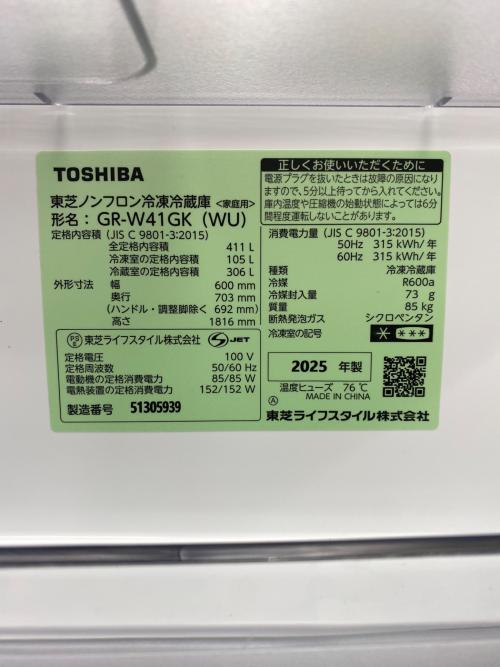 TOSHIBA
東芝ノンフロン冷凍冷蔵庫 <家庭用>
形名：GR-W41GK (WU)
定格内容積 (JIS C 9801-3:2015)
全定格内容積 411 L
冷凍室の定格内容積 105 L
冷蔵室の定格内容積 306 L
外形寸法 幅 600 mm
奥行 703 mm
(ハンドル・調整脚除く 692 mm)
高さ 1816 mm
PS E 東芝ライフスタイル株式会社 S JET
定格電圧 100 V
定格周波数 50/60 Hz
電動機の定格消費電力 85/85 W
電熱装置の定格消費電力 152/152 W
製造番号 51305939
正しくお使いいただくために
電源プラグを抜いたときは故障の原因になり
ますので、5分以上待ってから入れてください。
庫内温度や圧縮機の始動状態によっては6分
間程度運転しない場合があります。
消費電力量 (JIS C 9801-3:2015)
50Hz 315 kWh/年
60Hz 315 kWh/年
種類 冷凍冷蔵庫
冷媒 R600a
冷媒封入量 73 g
質量 85 kg
断熱発泡ガス シクロペンタン
冷凍室の記号 * ***
2025 年製
温度ヒューズ 76℃
Ⓐ MADE IN CHINA
東芝ライフスタイル株式会社